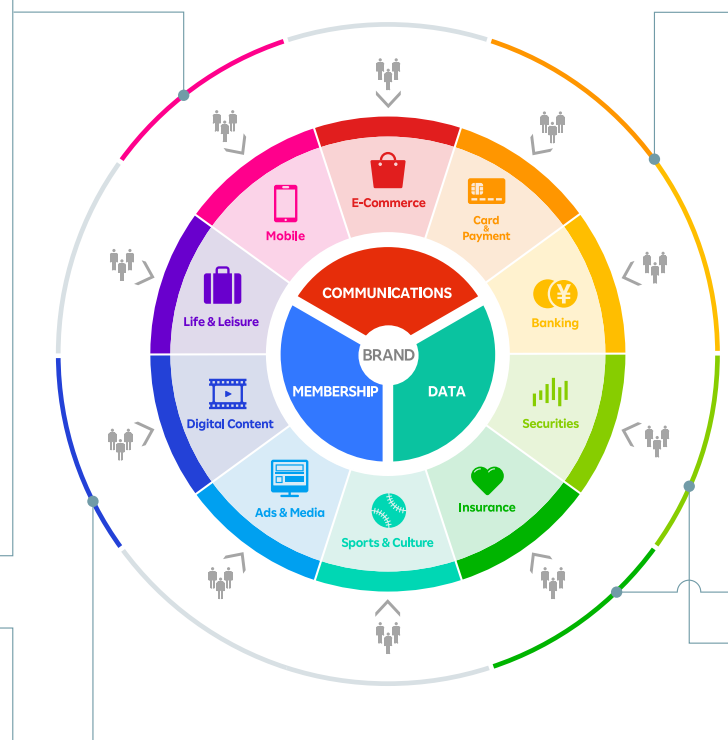 E-Commerce
Card
&
Payment
Mobile
Life & Leisure
Banking
COMMUNICATIONS
BRAND
MEMBERSHIP
DATA
Digital Content
Securities
Ads & Media
Insurance
Sports & Culture
¥